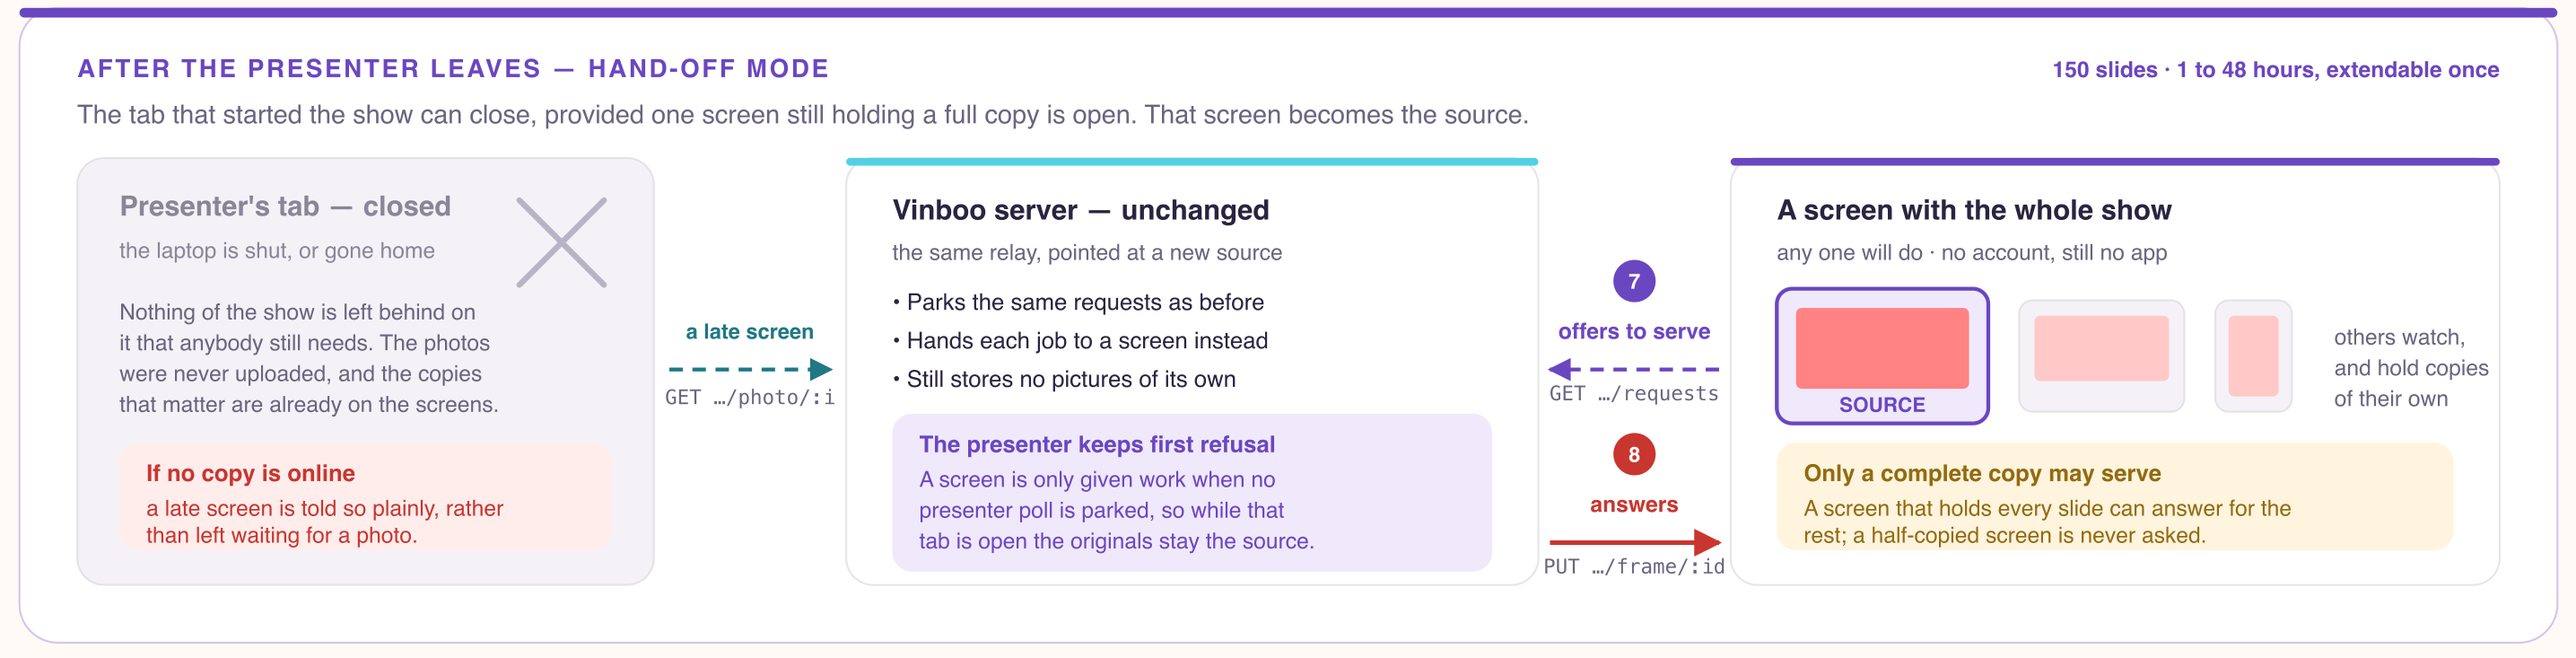 AFTER THE PRESENTER LEAVES — HAND-OFF MODE
150 slides · 1 to 48 hours, extendable once
The tab that started the show can close, provided one screen still holding a full copy is open. That screen becomes the source.
Presenter's tab — closed
the laptop is shut, or gone home
Nothing of the show is left behind on
it that anybody still needs. The photos
were never uploaded, and the copies
that matter are already on the screens.
If no copy is online
a late screen is told so plainly, rather
than left waiting for a photo.
a late screen
GET …/photo/:i
Vinboo server — unchanged
the same relay, pointed at a new source
• Parks the same requests as before
• Hands each job to a screen instead
• Still stores no pictures of its own
The presenter keeps first refusal
A screen is only given work when no
presenter poll is parked, so while that
tab is open the originals stay the source.
7
offers to serve
GET …/requests
8
answers
PUT …/frame/:id
A screen with the whole show
any one will do · no account, still no app
SOURCE
others watch,
and hold copies
of their own
Only a complete copy may serve
A screen that holds every slide can answer for the
rest; a half-copied screen is never asked.